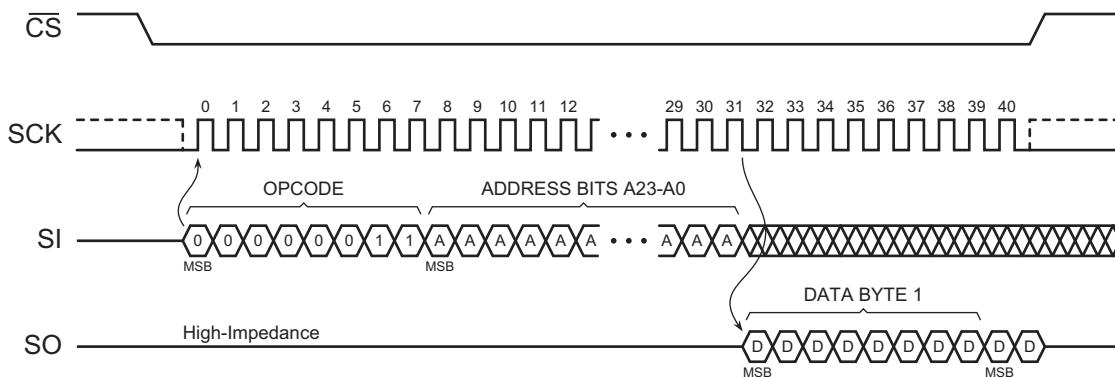 CS
0 1 2 3 4 5 6 7 8 9 10 11 12 29 30 31 32 33 34 35 36 37 38 39 40
SCK
OPCODE ADDRESS BITS A23-A0
SI 0 0 0 0 0 0 1 1 A A A A A A A A A
MSB MSB
DATA BYTE 1
High-Impedance
SO D D D D D D D D D D
MSB MSB